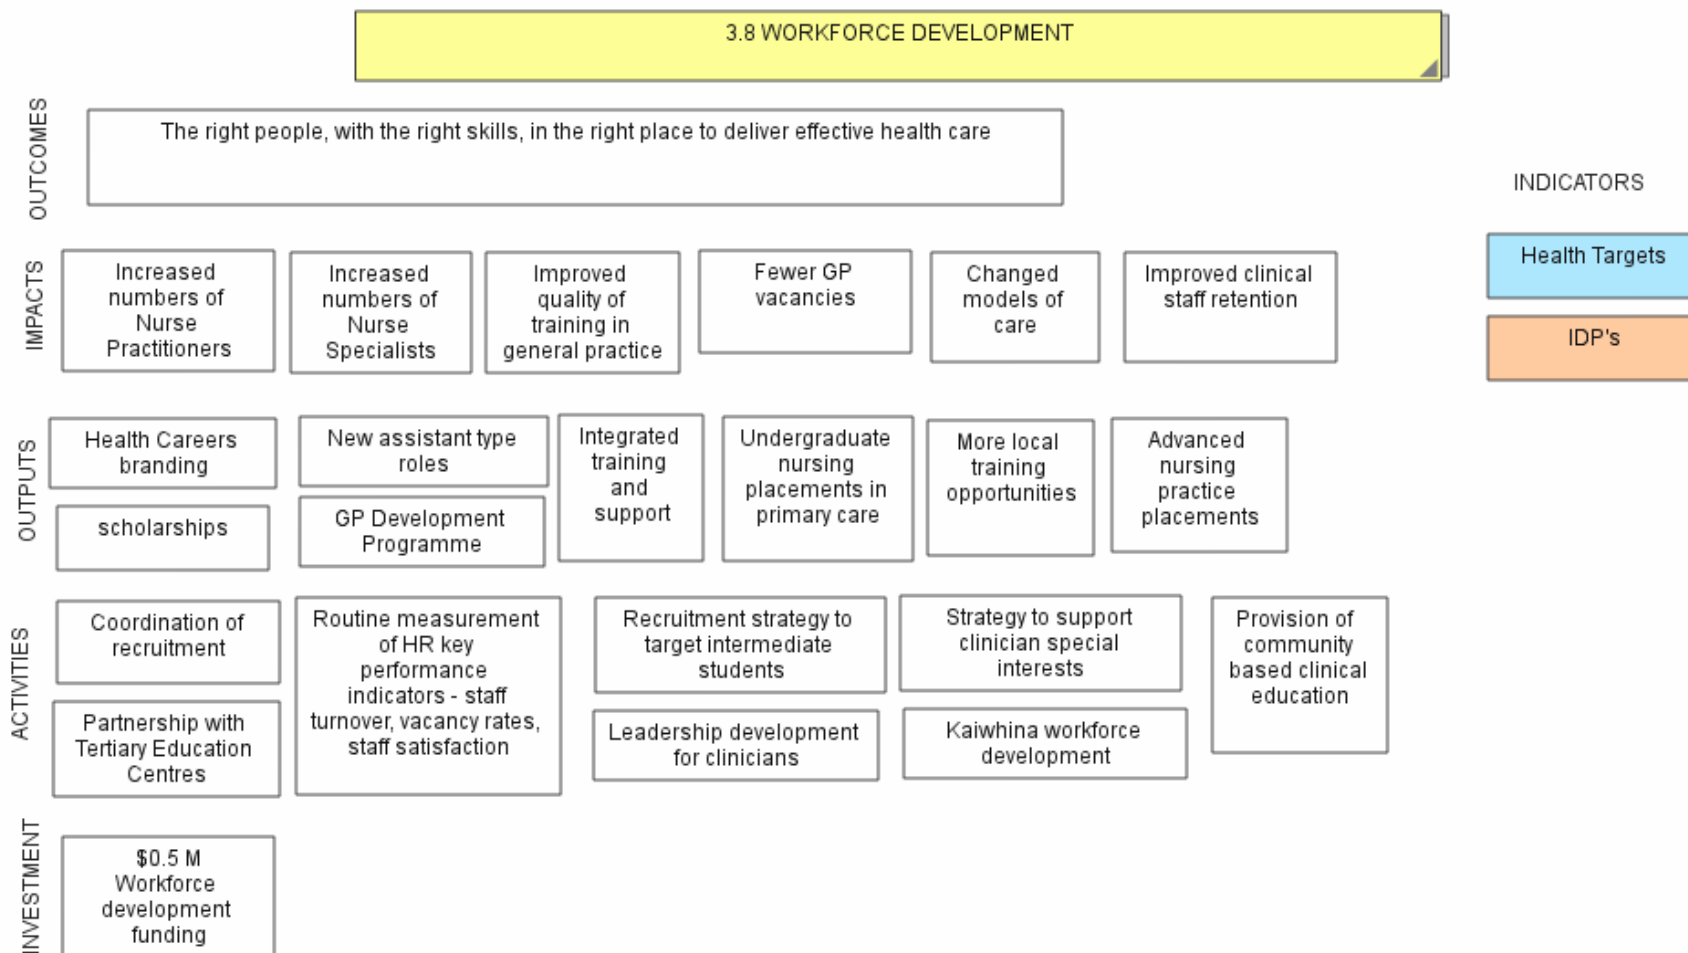 3.8 WORKFORCE DEVELOPMENT
OUTCOMES
The right people, with the right skills, in the right place to deliver effective health care
INDICATORS
Health Targets
IDP's
IMPACTS
Increased
numbers of
Nurse
Practitioners
Increased
numbers of
Nurse
Specialists
Improved
quality of
training in
general practice
Fewer GP
vacancies
Changed
models of
care
Improved clinical
staff retention
OUTPUTS
Health Careers
branding
scholarships
New assistant type
roles
GP Development
Programme
Integrated
training
and
support
Undergraduate
nursing
placements in
primary care
More local
training
opportunities
Advanced
nursing
practice
placements
ACTIVITIES
Coordination of
recruitment
Partnership with
Tertiary Education
Centres
Routine measurement
of HR key
performance
indicators - staff
turnover, vacancy rates,
staff satisfaction
Recruitment strategy to
target intermediate
students
Leadership development
for clinicians
Strategy to support
clinician special
interests
Kaiwhina workforce
development
Provision of
community
based clinical
education
INVESTMENT
$0.5 M
Workforce
development
funding